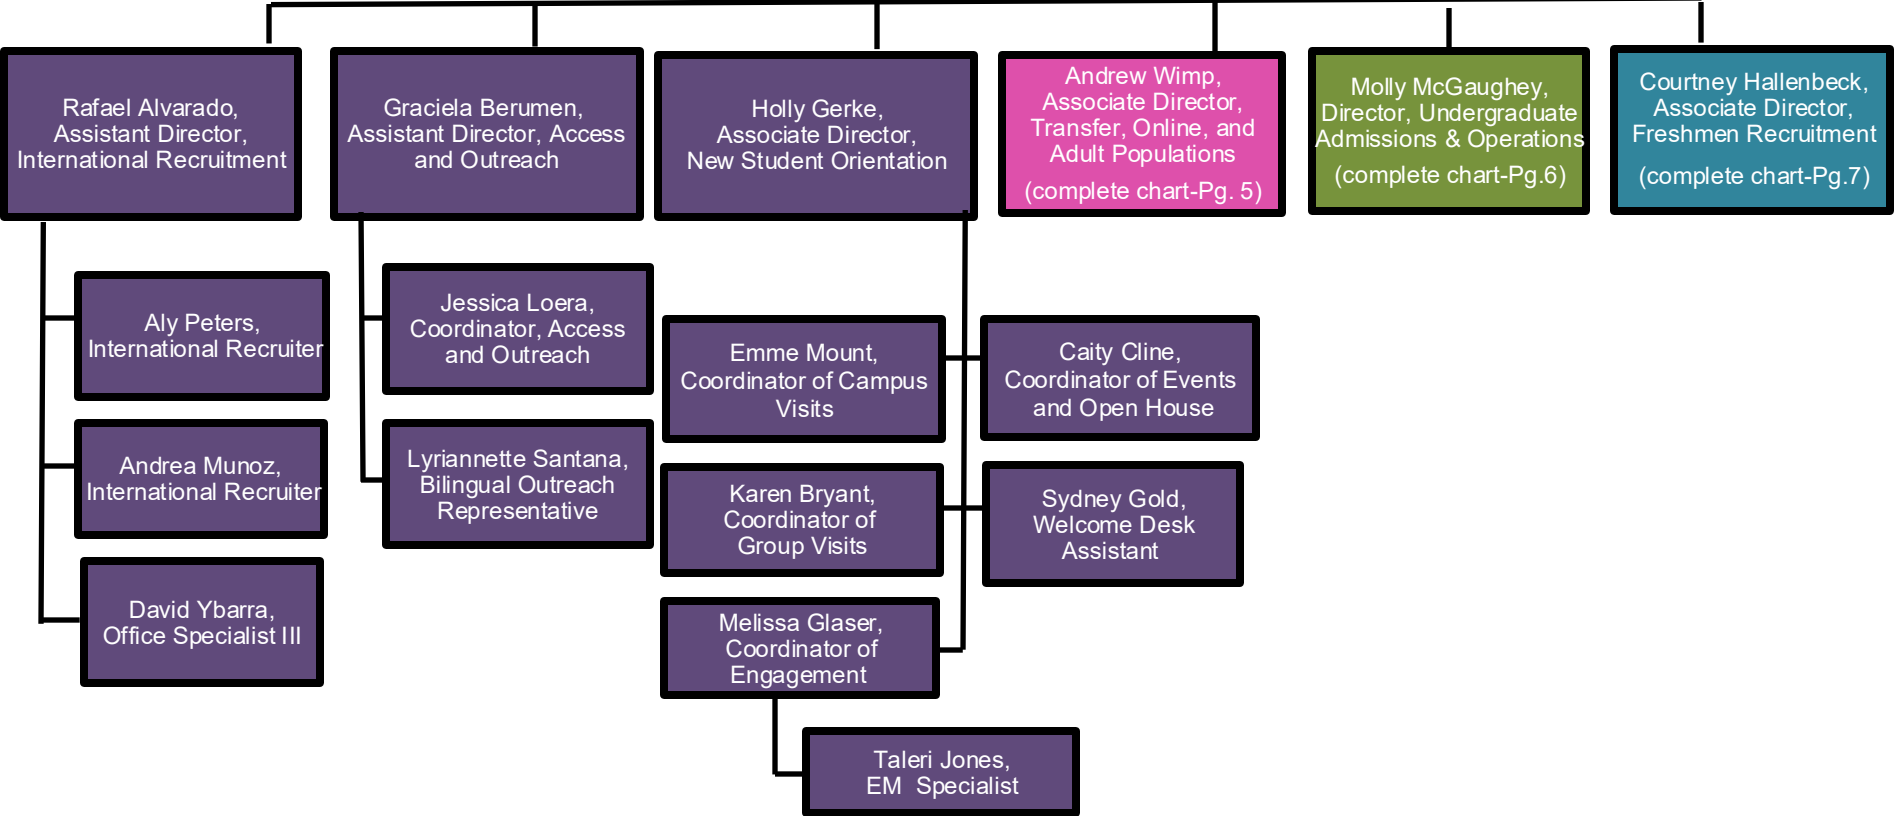 Rafael Alvarado,
Assistant Director,
International Recruitment
Graciela Berumen,
Assistant Director, Access
and Outreach
Holly Gerke,
Associate Director,
New Student Orientation
Andrew Wimp,
Associate Director,
Transfer, Online, and
Adult Populations
(complete chart-Pg. 5)
Molly McGaughey,
Director, Undergraduate
Admissions & Operations
(complete chart-Pg.6)
Courtney Hallenbeck,
Associate Director,
Freshmen Recruitment
(complete chart-Pg.7)
Aly Peters,
International Recruiter
Andrea Munoz,
International Recruiter
David Ybarra,
Office Specialist III
Jessica Loera,
Coordinator, Access
and Outreach
Lyriannette Santana,
Bilingual Outreach
Representative
Emme Mount,
Coordinator of Campus
Visits
Caity Cline,
Coordinator of Events
and Open House
Karen Bryant,
Coordinator of
Group Visits
Sydney Gold,
Welcome Desk
Assistant
Melissa Glaser,
Coordinator of
Engagement
Taleri Jones,
EM  Specialist